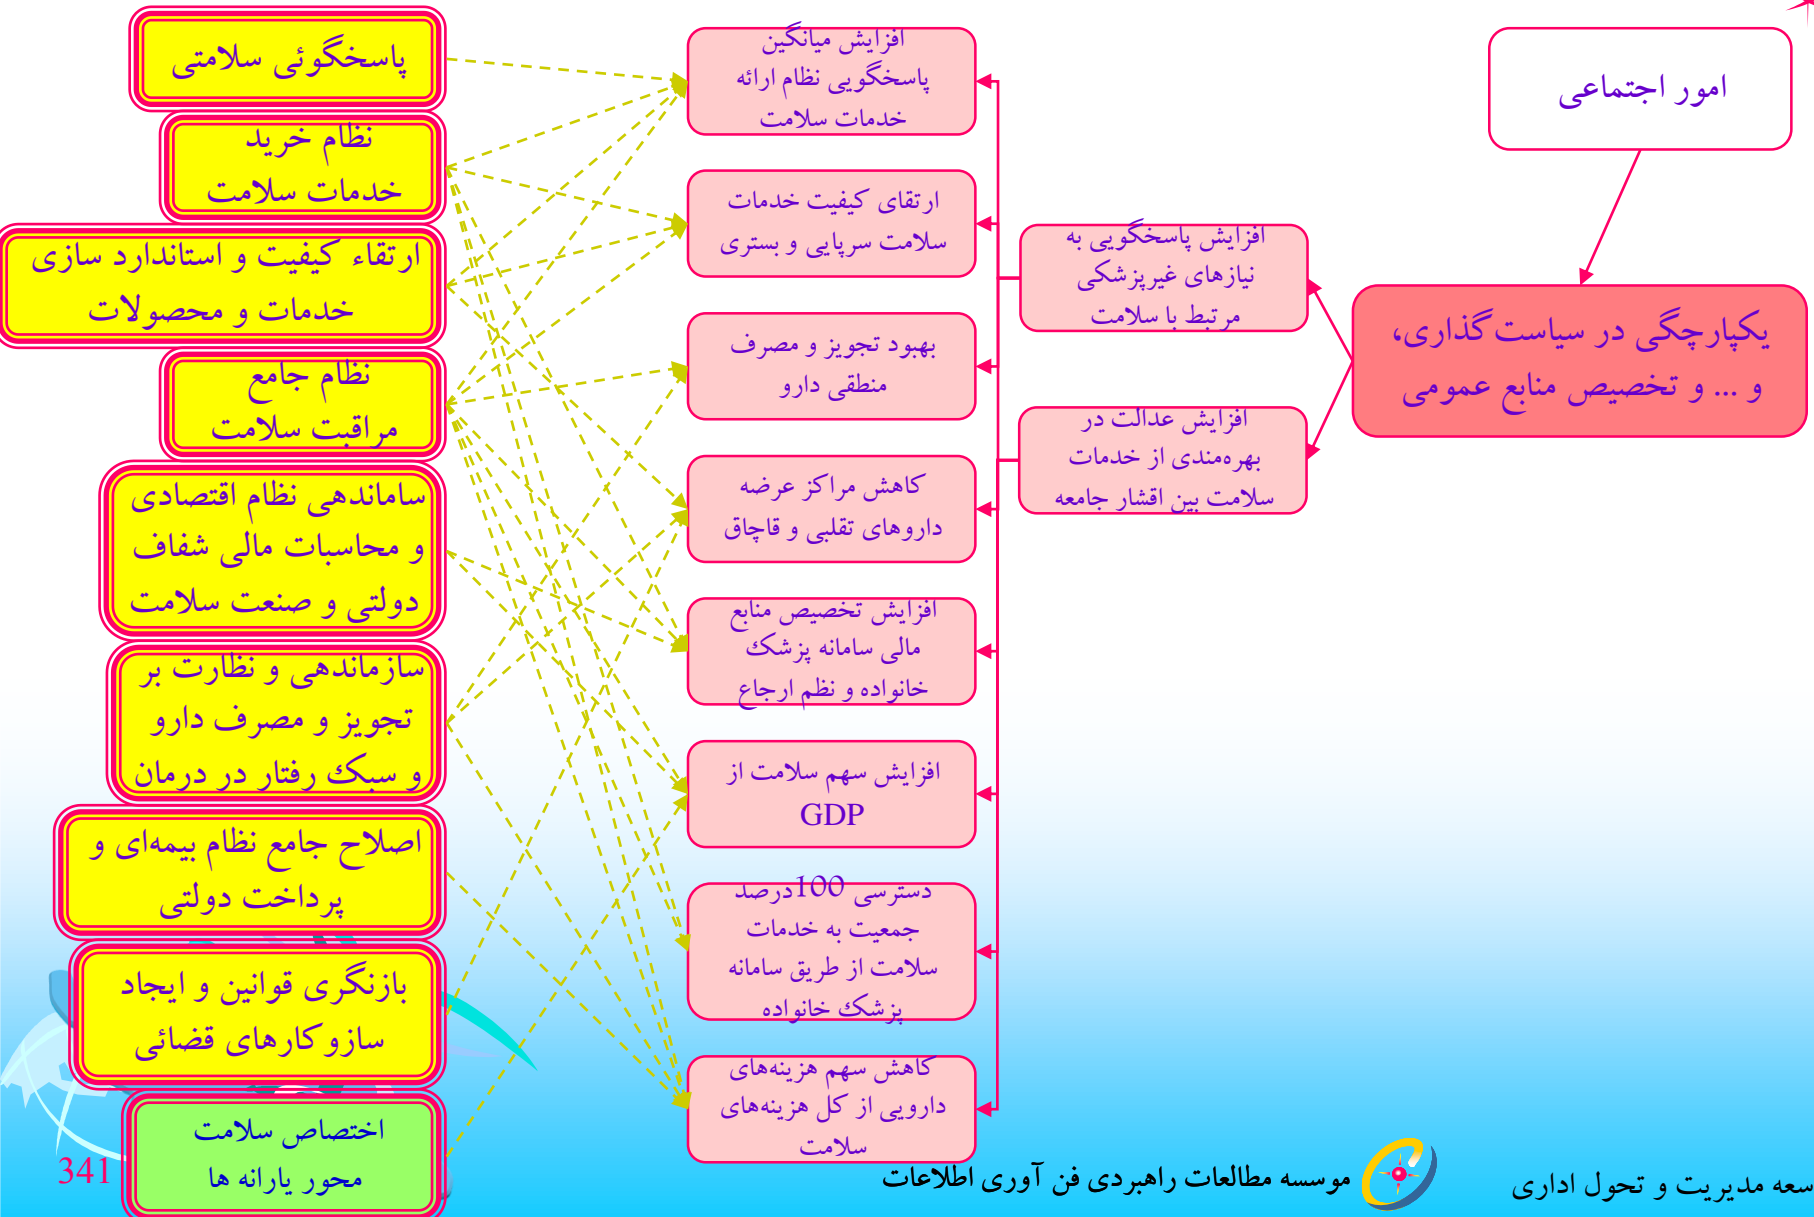 امور اجتماعی
یکپارچگی در سیاست‌گذاری،
و ... و تخصیص منابع عمومی
افزایش پاسخگویی به
نیازهای غیرپزشکی
مرتبط با سلامت
افزایش عدالت در
بهره‌مندی از خدمات
سلامت بین اقشار جامعه
افزایش میانگین
پاسخگویی نظام ارائه
خدمات سلامت
ارتقای کیفیت خدمات
سلامت سرپایی و بستری
بهبود تجویز و مصرف
منطقی دارو
کاهش مراکز عرضه
داروهای تقلبی و قاچاق
افزایش تخصیص منابع
مالی سامانه پزشک
خانواده و نظم ارجاع
افزایش سهم سلامت از
GDP
دسترسی 100درصد
جمعیت به خدمات
سلامت از طریق سامانه
پزشک خانواده
کاهش سهم هزینه‌های
دارویی از کل هزینه‌های
سلامت
پاسخگوئی سلامتی
نظام خرید
خدمات سلامت
ارتقاء کیفیت و استاندارد سازی
خدمات و محصولات
نظام جامع
مراقبت سلامت
ساماندهی نظام اقتصادی
و محاسبات مالی شفاف
دولتی و صنعت سلامت
سازماندهی و نظارت بر
تجویز و مصرف دارو
و سبک رفتار در درمان
اصلاح جامع نظام بیمه‌ای و
پرداخت دولتی
بازنگری قوانین و ایجاد
سازوکارهای قضائی
اختصاص سلامت
محور یارانه ها
سعه مدیریت و تحول اداری
موسسه مطالعات راهبردی فن آوری اطلاعات
341